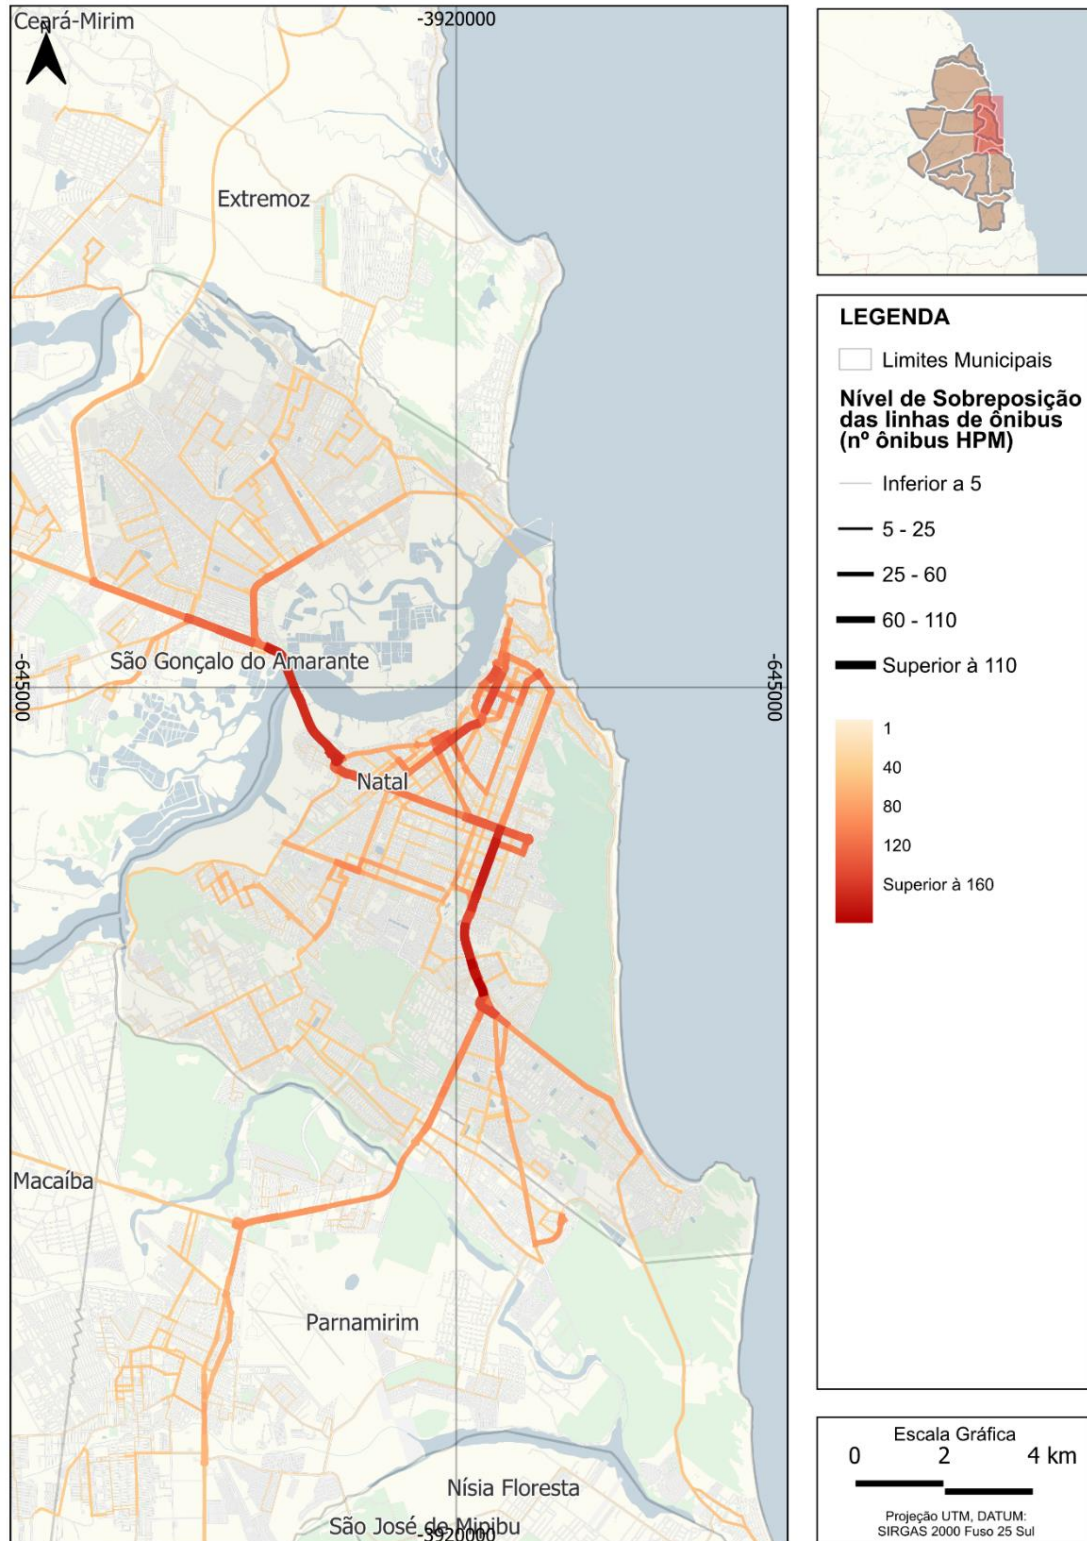 Ceará-Mirim
-3920000
N
Extremoz
São Gonçalo do Amarante
-645000
-645000
Natal
Macaíba
Parnamirim
Nísia Floresta
São José de Mipibu
-3920000
LEGENDA
Limites Municipais
Nível de Sobreposição
das linhas de ônibus
(nº ônibus HPM)
Inferior a 5
5 - 25
25 - 60
60 - 110
Superior à 110
1
40
80
120
Superior à 160
Escala Gráfica
0 2 4 km
Projeção UTM, DATUM:
SIRGAS 2000 Fuso 25 Sul